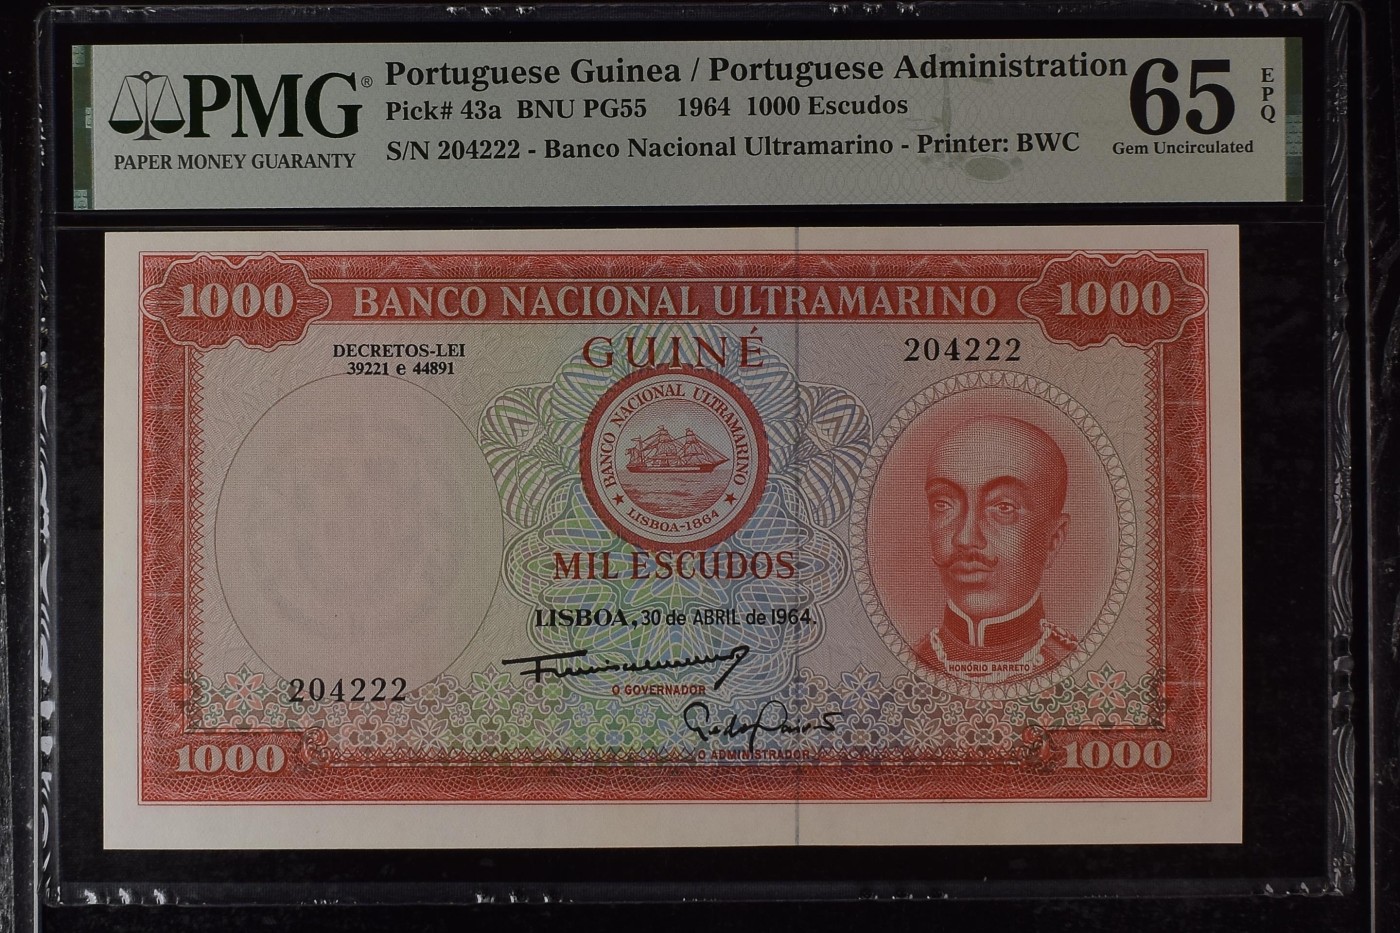 PMG®
PAPER MONEY GUARANTY
Portuguese Guinea / Portuguese Administration
Pick# 43a BNU PG55 1964 1000 Escudos
S/N 204222 - Banco Nacional Ultramarino - Printer: BWC
65
EPQ
Gem Uncirculated
1000 BANCO NACIONAL ULTRAMARINO 1000
DECRETOS-LEI
39221 e 44891
GUINÉ
204222
BANCO NACIONAL ULTRAMARINO
LISBOA-1864
MIL ESCUDOS
LISBOA, 30 de ABRIL de 1964.
HONÓRIO BARRETO
204222
O GOVERNADOR
O ADMINISTRADOR
1000 1000